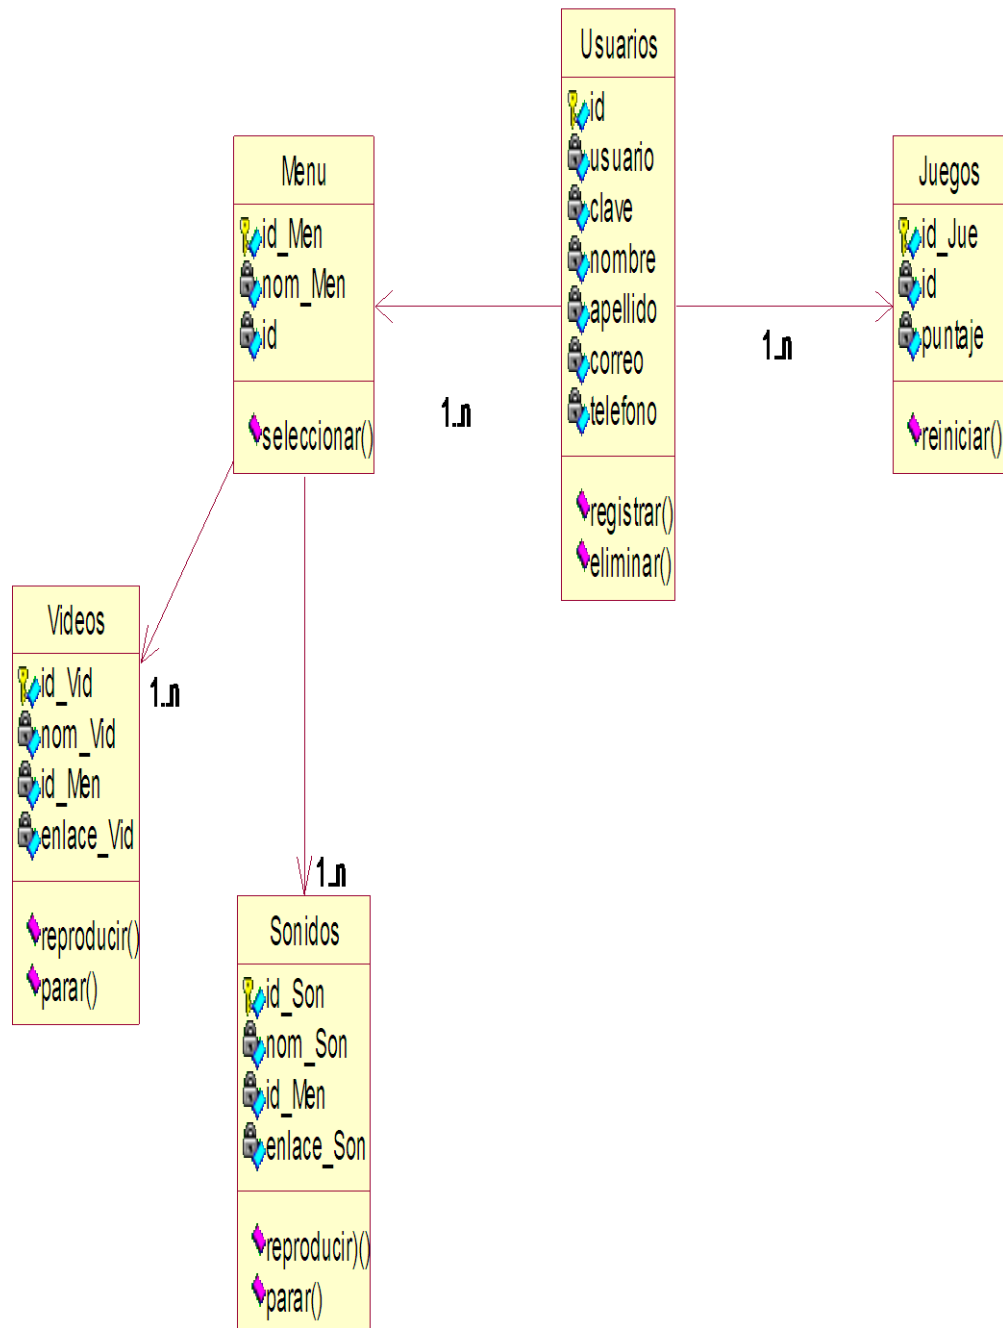 Usuarios
id
usuario
clave
nombre
apellido
correo
telefono
registrar()
eliminar()
Menu
id_Men
nom_Men
id
seleccionar()
Juegos
id_Jue
id
puntaje
reiniciar()
1..n
1..n
Videos
id_Vid
nom_Vid
id_Men
enlace_Vid
reproducir()
parar()
1..n
1..n
Sonidos
id_Son
nom_Son
id_Men
enlace_Son
reproducir)()
parar()